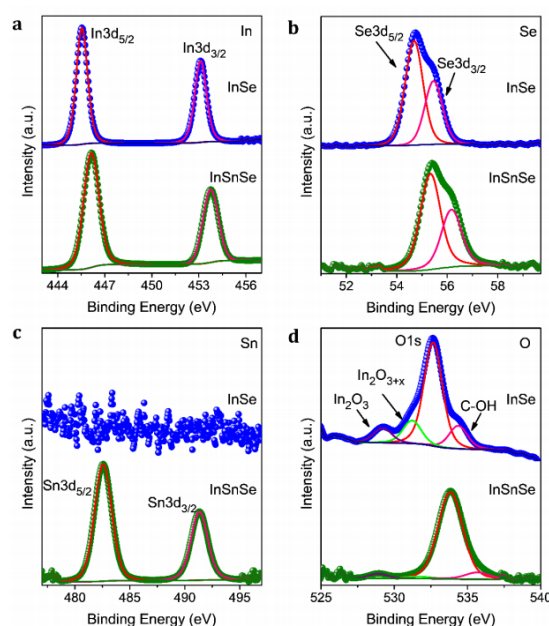 a
In3d5/2
In3d3/2
In
InSe
InSnSe
Intensity (a.u.)
444 447 450 453 456
Binding Energy (eV)
b
Se3d5/2
Se3d3/2
Se
InSe
InSnSe
Intensity (a.u.)
52 54 56 58
Binding Energy (eV)
c
Sn
InSe
InSnSe
Sn3d5/2
Sn3d3/2
Intensity (a.u.)
480 485 490 495
Binding Energy (eV)
d
O1s
O
In2O3+x
In2O3
C-OH
InSe
InSnSe
Intensity (a.u.)
525 530 535 540
Binding Energy (eV)